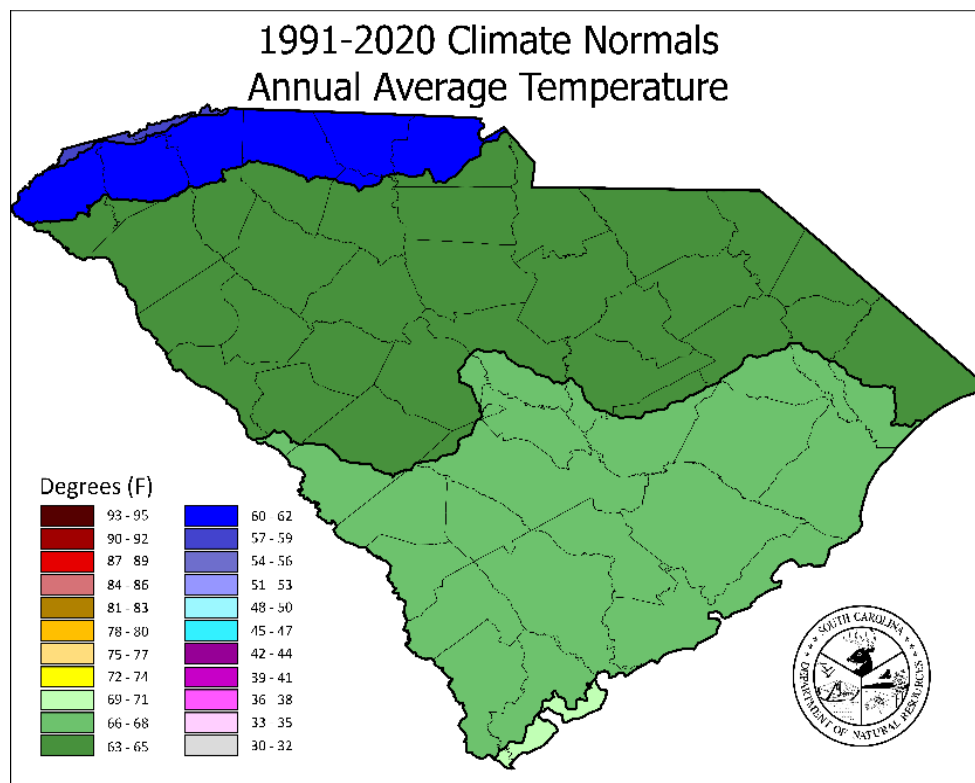 1991-2020 Climate Normals
Annual Average Temperature
Degrees (F)
93 - 95
90 - 92
87 - 89
84 - 86
81 - 83
78 - 80
75 - 77
72 - 74
69 - 71
66 - 68
63 - 65
60 - 62
57 - 59
54 - 56
51 - 53
48 - 50
45 - 47
42 - 44
39 - 41
36 38
33 35
30 - 32
SOUTH CAROLINA
DEPARTMENT OF NATURAL RESOURCES